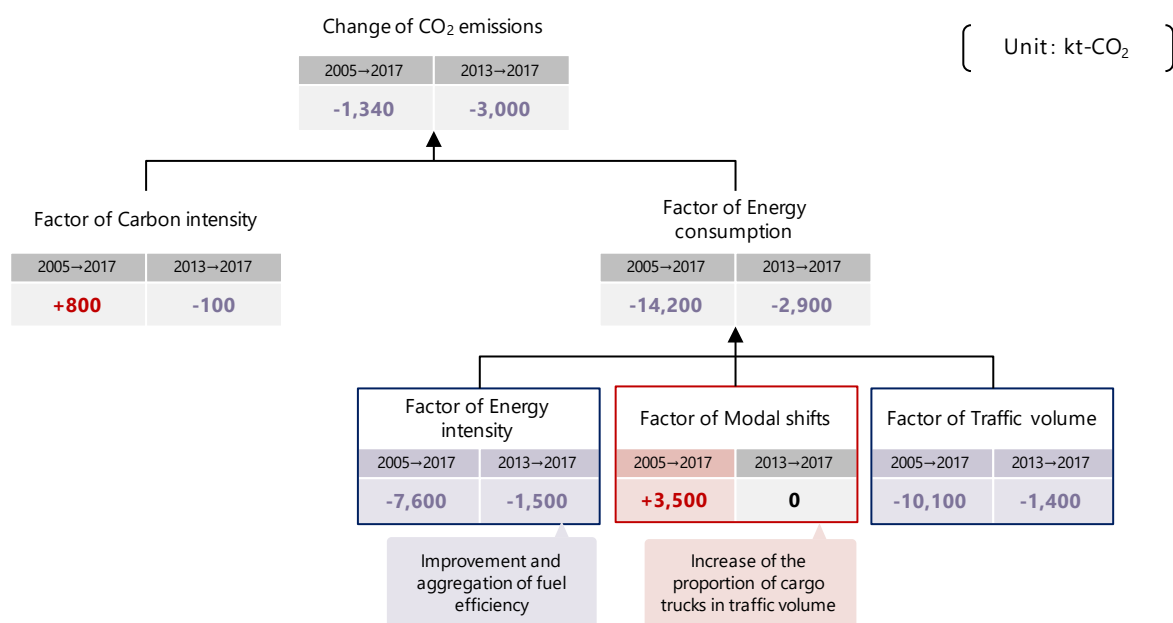 Change of CO₂ emissions
Unit: kt-CO₂
2005→2017 2013→2017
-1,340 -3,000
Factor of Carbon intensity
2005→2017 2013→2017
+800 -100
Factor of Energy
consumption
2005→2017 2013→2017
-14,200 -2,900
Factor of Energy
intensity
2005→2017 2013→2017
-7,600 -1,500
Factor of Modal shifts
2005→2017 2013→2017
+3,500 0
Factor of Traffic volume
2005→2017 2013→2017
-10,100 -1,400
Improvement and
aggregation of fuel
efficiency
Increase of the
proportion of cargo
trucks in traffic volume